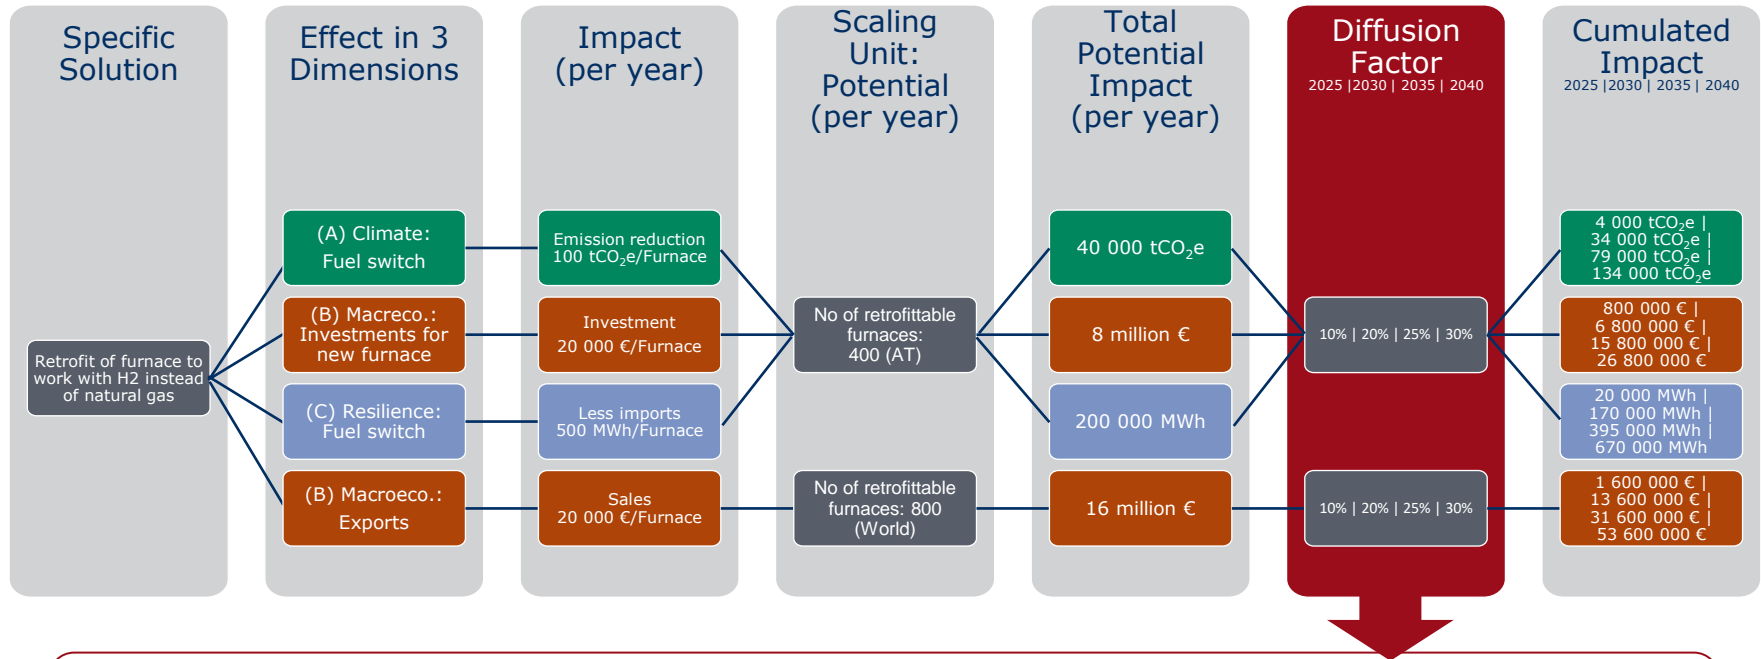 Specific
Solution
Effect in 3
Dimensions
Impact
(per year)
Scaling
Unit:
Potential
(per year)
Total
Potential
Impact
(per year)
Diffusion
Factor
2025 |2030 | 2035 | 2040
Cumulated
Impact
2025 |2030 | 2035 | 2040
Retrofit of furnace to
work with H2 instead
of natural gas
(A) Climate:
Fuel switch
Emission reduction
100 tCO₂e/Furnace
40 000 tCO₂e
4 000 tCO₂e |
34 000 tCO₂e |
79 000 tCO₂e |
134 000 tCO₂e
(B) Macreco.:
Investments for
new furnace
Investment
20 000 €/Furnace
No of retrofittable
furnaces:
400 (AT)
8 million €
10% | 20% | 25% | 30%
800 000 € |
6 800 000 € |
15 800 000 € |
26 800 000 €
(C) Resilience:
Fuel switch
Less imports
500 MWh/Furnace
200 000 MWh
20 000 MWh |
170 000 MWh |
395 000 MWh |
670 000 MWh
(B) Macroeco.:
Exports
Sales
20 000 €/Furnace
No of retrofittable
furnaces: 800
(World)
16 million €
10% | 20% | 25% | 30%
1 600 000 € |
13 600 000 € |
31 600 000 € |
53 600 000 €